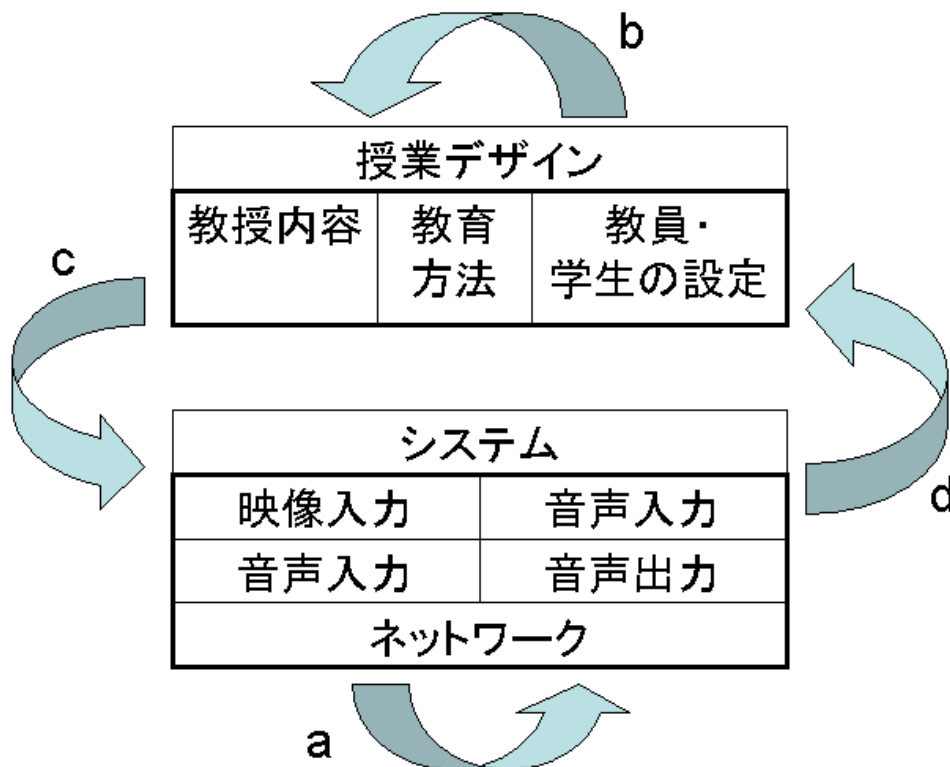 b
授業デザイン
教授内容
教育
方法
教員・
学生の設定
c
システム
映像入力
音声入力
音声入力
音声出力
ネットワーク
d
a